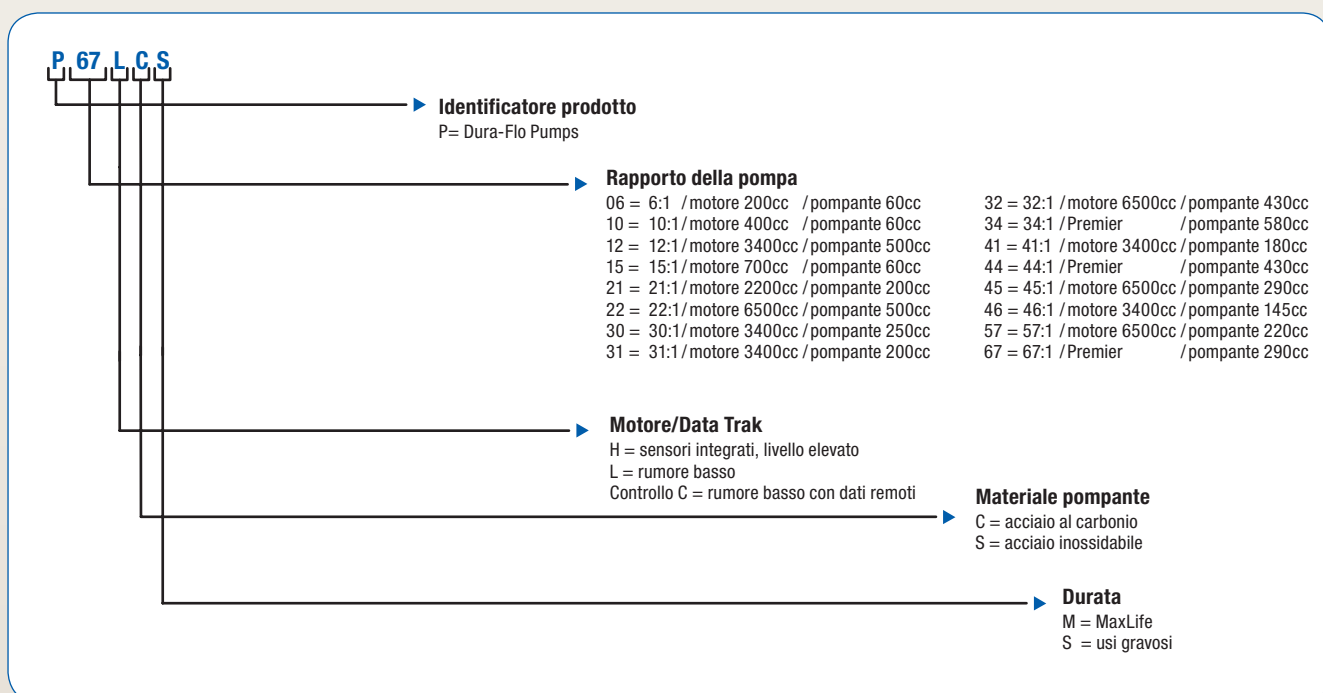 P 67 L C S
Identificatore prodotto
P= Dura-Flo Pumps
Rapporto della pompa
06 = 6:1 /motore 200cc /pompante 60cc
10 = 10:1/motore 400cc /pompante 60cc
12 = 12:1/motore 3400cc/pompante 500cc
15 = 15:1/motore 700cc /pompante 60cc
21 = 21:1/motore 2200cc/pompante 200cc
22 = 22:1/motore 6500cc/pompante 500cc
30 = 30:1/motore 3400cc/pompante 250cc
31 = 31:1/motore 3400cc/pompante 200cc
32 = 32:1 /motore 6500cc/pompante 430cc
34 = 34:1 /Premier /pompante 580cc
41 = 41:1 /motore 3400cc/pompante 180cc
44 = 44:1 /Premier /pompante 430cc
45 = 45:1 /motore 6500cc/pompante 290cc
46 = 46:1 /motore 3400cc/pompante 145cc
57 = 57:1 /motore 6500cc/pompante 220cc
67 = 67:1 /Premier /pompante 290cc
Motore/Data Trak
H = sensori integrati, livello elevato
L = rumore basso
Controllo C = rumore basso con dati remoti
Materiale pompante
C = acciaio al carbonio
S = acciaio inossidabile
Durata
M = MaxLife
S = usi gravosi